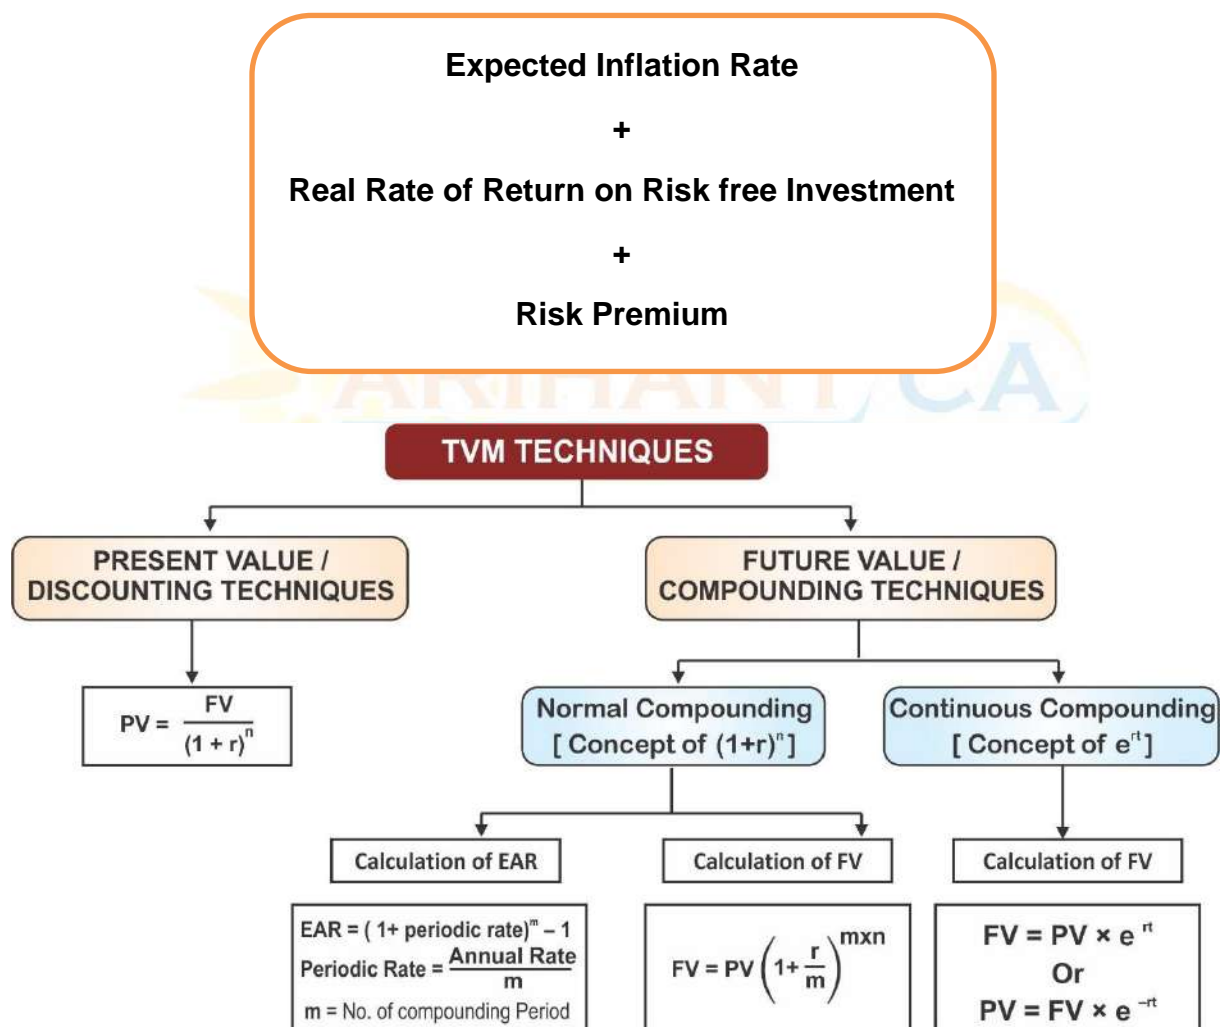 Expected Inflation Rate
+
Real Rate of Return on Risk free Investment
+
Risk Premium
ARIHANT CA
TVM TECHNIQUES
PRESENT VALUE /
DISCOUNTING TECHNIQUES
FUTURE VALUE /
COMPOUNDING TECHNIQUES
PV = FV / (1 + r)^n
Normal Compounding
[ Concept of (1+r)^n ]
Continuous Compounding
[ Concept of e^rt ]
Calculation of EAR
Calculation of FV
Calculation of FV
EAR = ( 1+ periodic rate)^m – 1
Periodic Rate = Annual Rate / m
m = No. of compounding Period
FV = PV (1+ r/m)^mxn
FV = PV × e^rt
Or
PV = FV × e^–rt